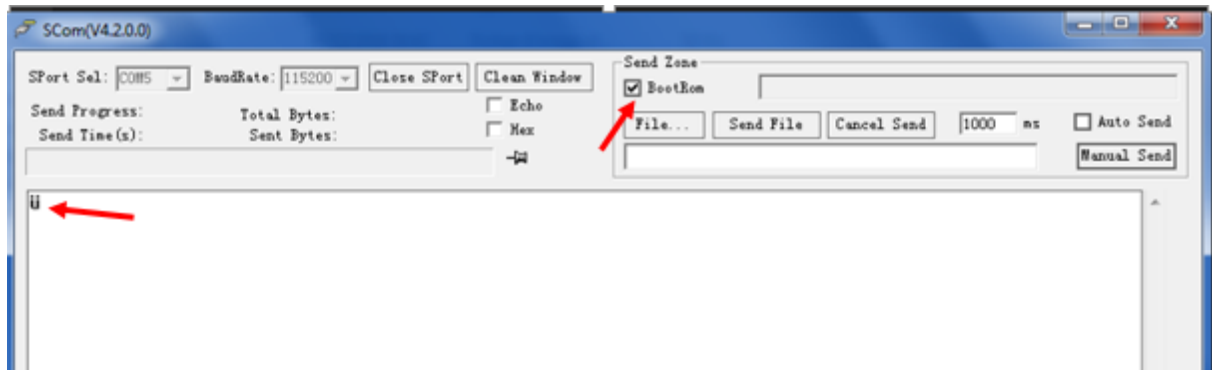 SCom(V4.2.0.0)
SPort Sel: COM5 BaudRate: 115200 Close SPort Clean Window
Send Progress: Total Bytes: Echo
Send Time(s): Sent Bytes: Hex
Send Zone
BootRom
File... Send File Cancel Send 1000 ms Auto Send
Manual Send
ü